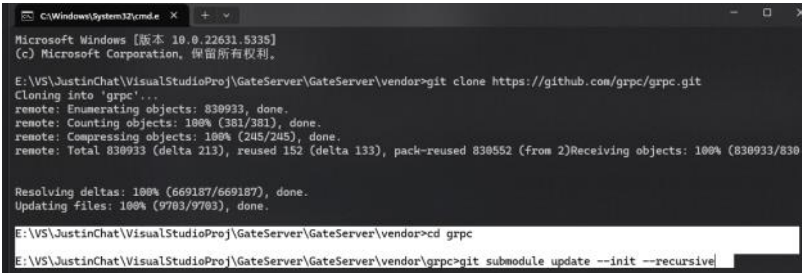 C:\Windows\System32\cmd.e
Microsoft Windows [版本 10.0.22631.5335]
(c) Microsoft Corporation。保留所有权利。
E:\VS\JustinChat\VisualStudioProj\GateServer\GateServer\vendor>git clone https://github.com/grpc/grpc.git
Cloning into 'grpc'...
remote: Enumerating objects: 830933, done.
remote: Counting objects: 100% (381/381), done.
remote: Compressing objects: 100% (245/245), done.
remote: Total 830933 (delta 213), reused 152 (delta 133), pack-reused 830552 (from 2)Receiving objects: 100% (830933/830
Resolving deltas: 100% (669187/669187), done.
Updating files: 100% (9703/9703), done.
E:\VS\JustinChat\VisualStudioProj\GateServer\GateServer\vendor>cd grpc
E:\VS\JustinChat\VisualStudioProj\GateServer\GateServer\vendor\grpc>git submodule update --init --recursive